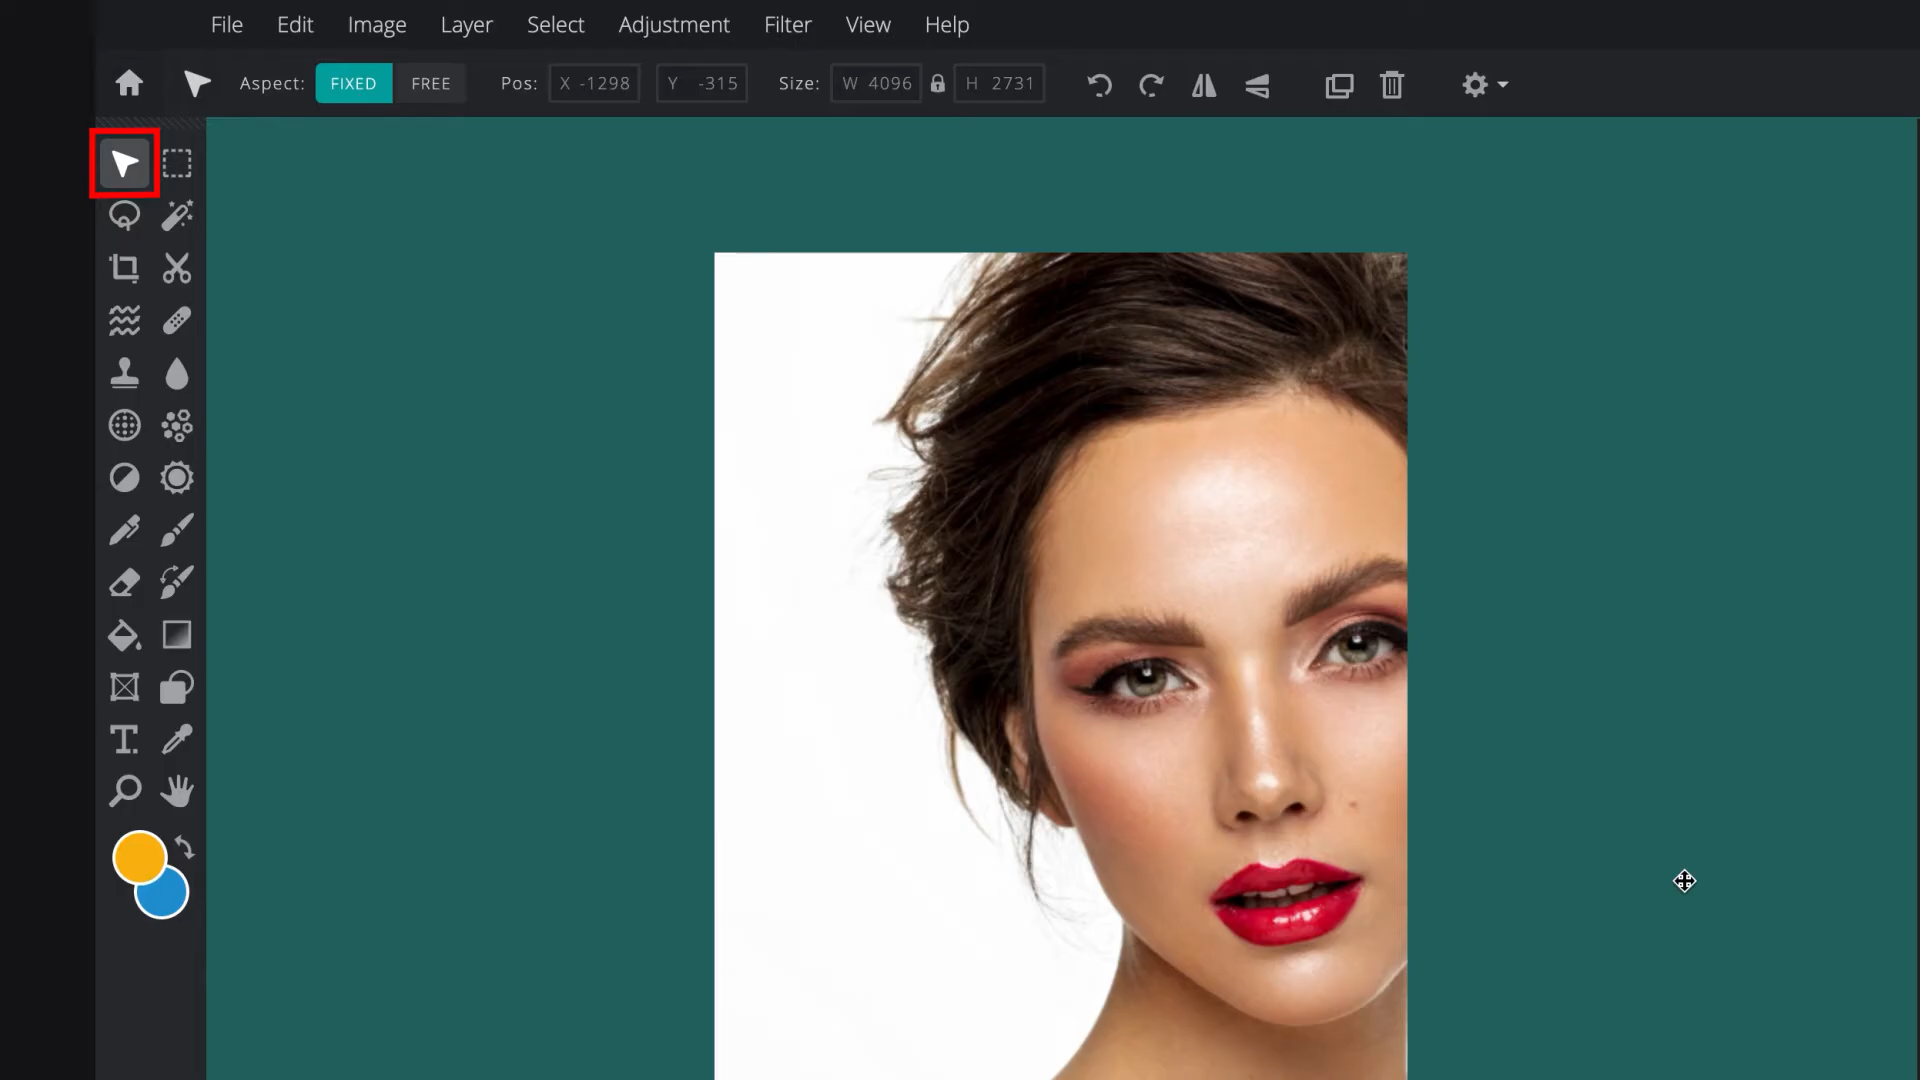 File Edit Image Layer Select Adjustment Filter View Help
Aspect: FIXED FREE Pos: X -1298 Y -315 Size: W 4096 H 2731
T.